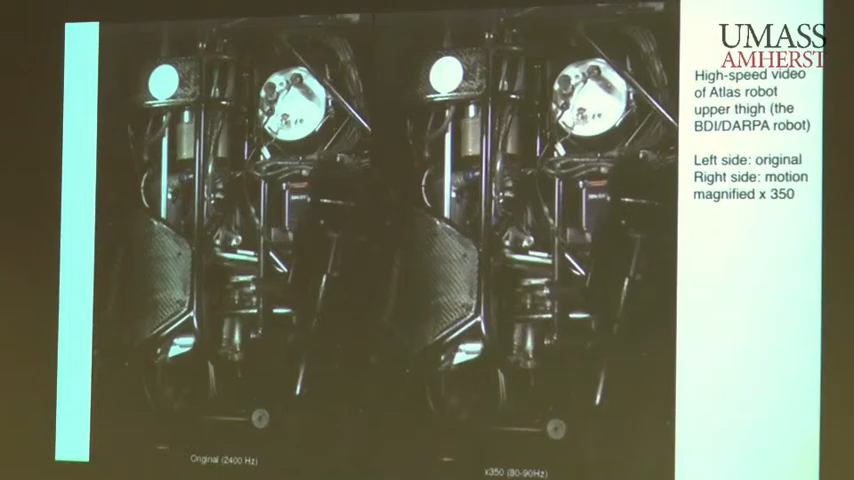 UMASS
AMHERST
High-speed video
of Atlas robot
upper thigh (the
BDI/DARPA robot)
Left side: original
Right side: motion
magnified x 350
Original (2400 Hz)
x350 (80-90Hz)